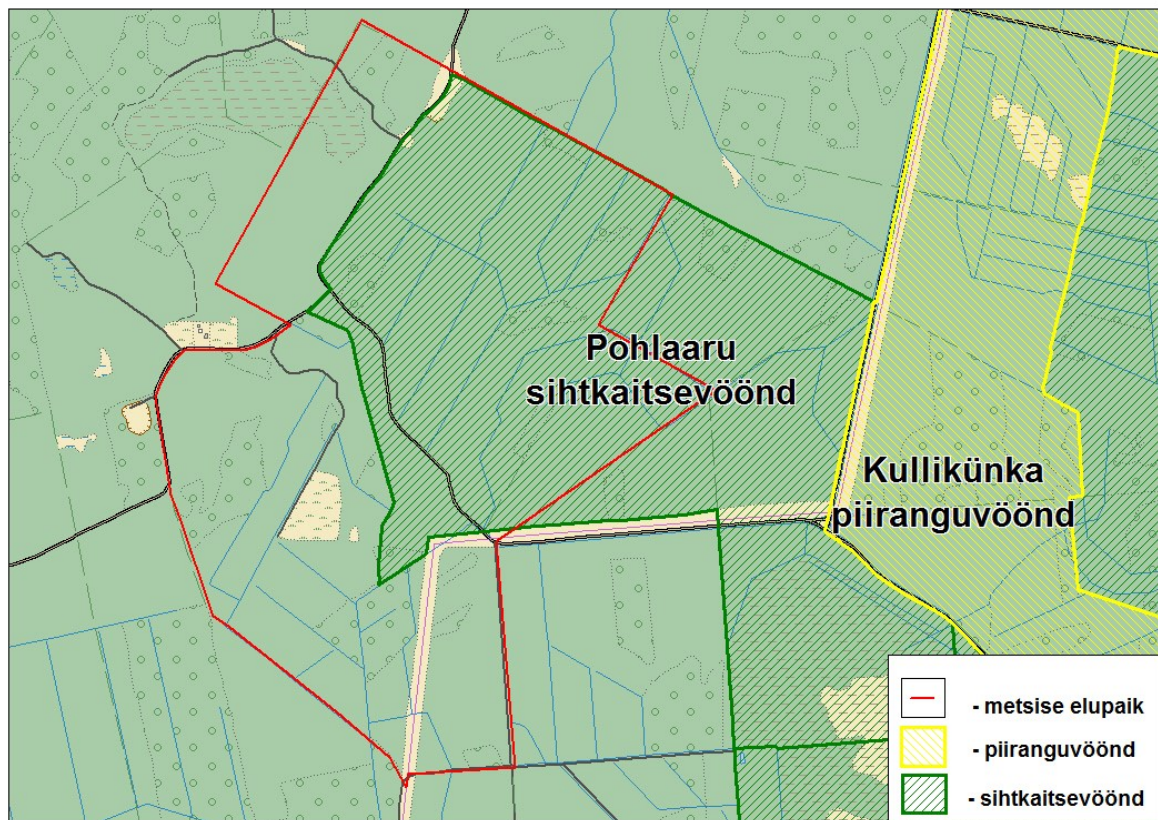 Pohlaaru
sihtkaitsevöönd
Kullikünka
piiranguvöönd
- metsise elupaik
- piiranguvöönd
- sihtkaitsevöönd